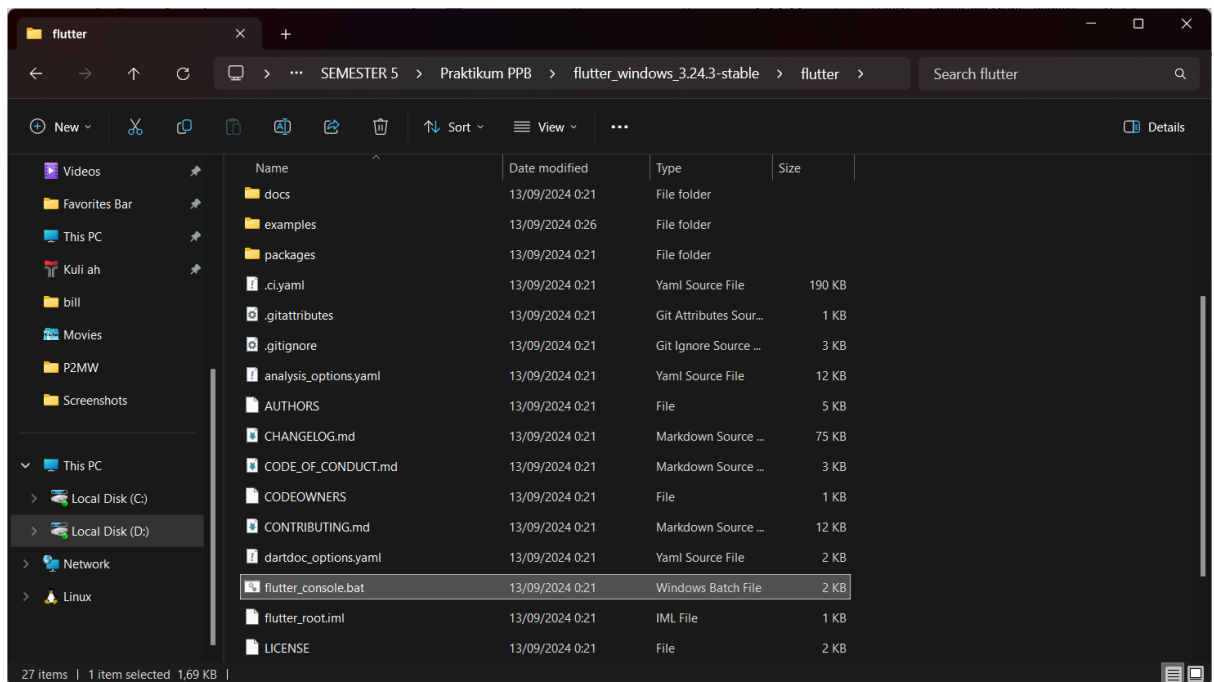 flutter
SEMESTER 5 > Praktikum PPB > flutter_windows_3.24.3-stable > flutter >
Search flutter
New
Sort
View
Details
Videos
Favorites Bar
This PC
Kuli ah
bill
Movies
P2MW
Screenshots
This PC
Local Disk (C:)
Local Disk (D:)
Network
Linux
Name Date modified Type Size
docs 13/09/2024 0:21 File folder
examples 13/09/2024 0:26 File folder
packages 13/09/2024 0:21 File folder
.ci.yaml 13/09/2024 0:21 Yaml Source File 190 KB
.gitattributes 13/09/2024 0:21 Git Attributes Sour... 1 KB
.gitignore 13/09/2024 0:21 Git Ignore Source ... 3 KB
analysis_options.yaml 13/09/2024 0:21 Yaml Source File 12 KB
AUTHORS 13/09/2024 0:21 File 5 KB
CHANGELOG.md 13/09/2024 0:21 Markdown Source ... 75 KB
CODE_OF_CONDUCT.md 13/09/2024 0:21 Markdown Source ... 3 KB
CODEOWNERS 13/09/2024 0:21 File 1 KB
CONTRIBUTING.md 13/09/2024 0:21 Markdown Source ... 12 KB
dartdoc_options.yaml 13/09/2024 0:21 Yaml Source File 2 KB
flutter_console.bat 13/09/2024 0:21 Windows Batch File 2 KB
flutter_root.iml 13/09/2024 0:21 IML File 1 KB
LICENSE 13/09/2024 0:21 File 2 KB
27 items | 1 item selected 1,69 KB |